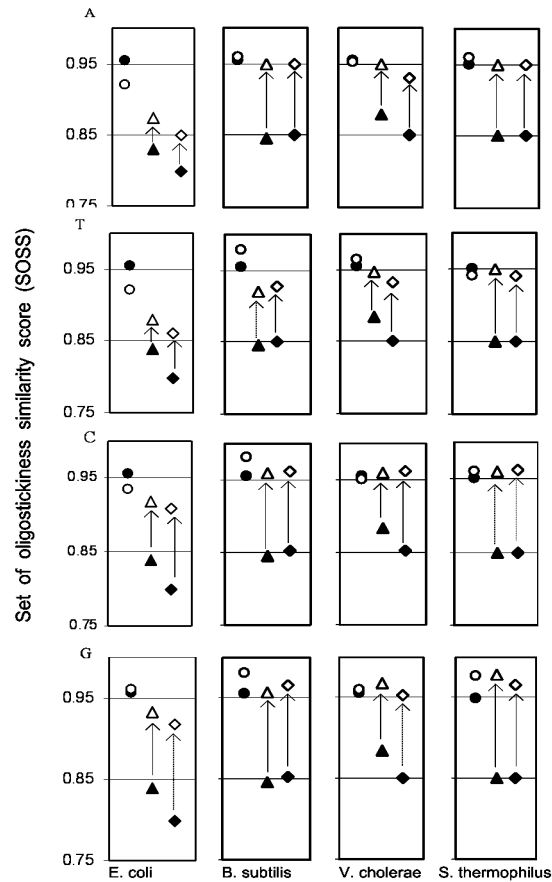 A
0.95
0.85
0.75
T
0.95
0.85
0.75
C
0.95
0.85
0.75
G
0.95
0.85
0.75
Set of oligostickiness similarity score (SOSS)
E. coli B. subtilis V. cholerae S. thermophilus